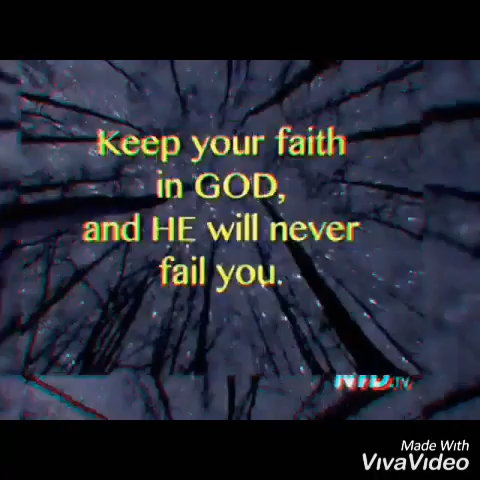 Keep your faith
in GOD,
and HE will never
fail you.
Made With
VivaVideo